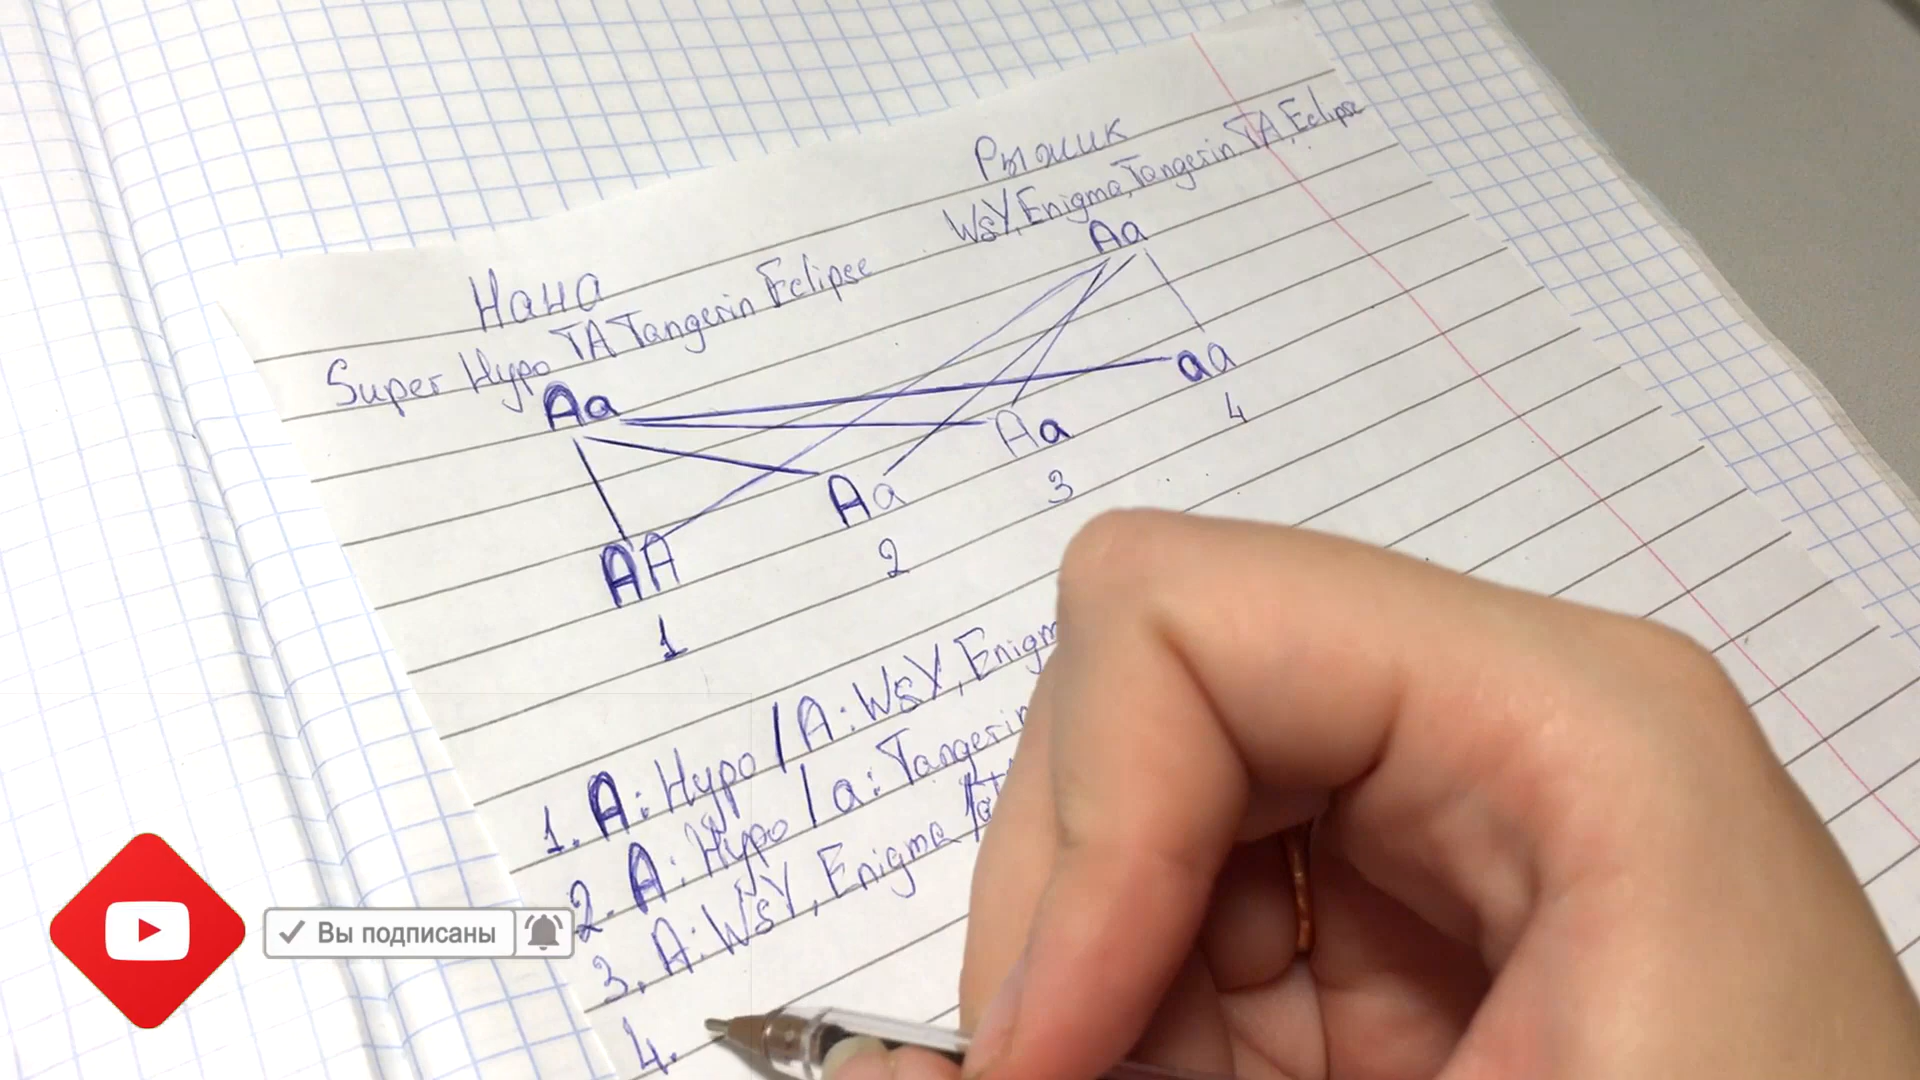 Рыжик
WsY, Enigma, Tangerin TA, Eclipse
Aa
Нана
Super Hypo TA Tangerin Eclipse
Aa
aa
4
Aa
3
Aa
2
AA
1
1. A: Hypo / A: WsY, Enigm
2. A: Hypo / a: Tangerin
3. A: WsY, Enigma /a:
4.
Вы подписаны